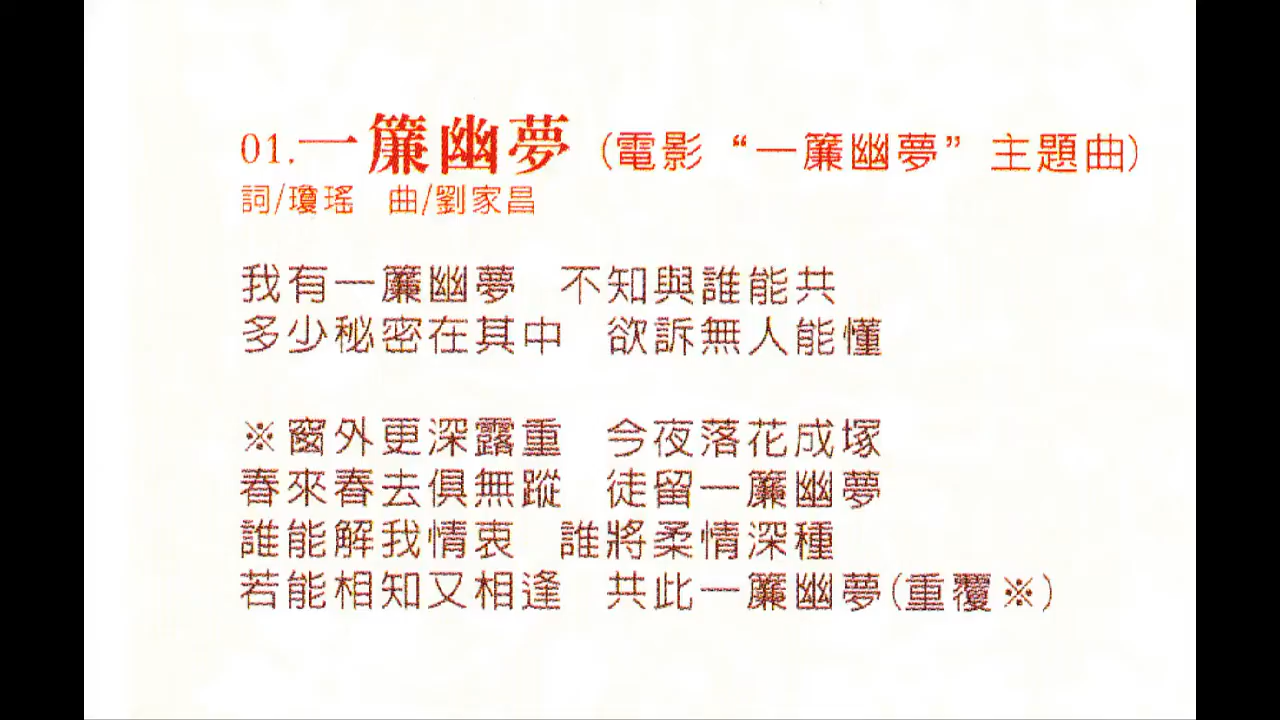 01.一簾幽夢 (電影 “一簾幽夢” 主題曲)
詞/瓊瑤 曲/劉家昌
我有一簾幽夢 不知與誰能共
多少秘密在其中 欲訴無人能懂
※窗外更深露重 今夜落花成塚
春來春去俱無蹤 徒留一簾幽夢
誰能解我情衷 誰將柔情深種
若能相知又相逢 共此一簾幽夢(重覆※)